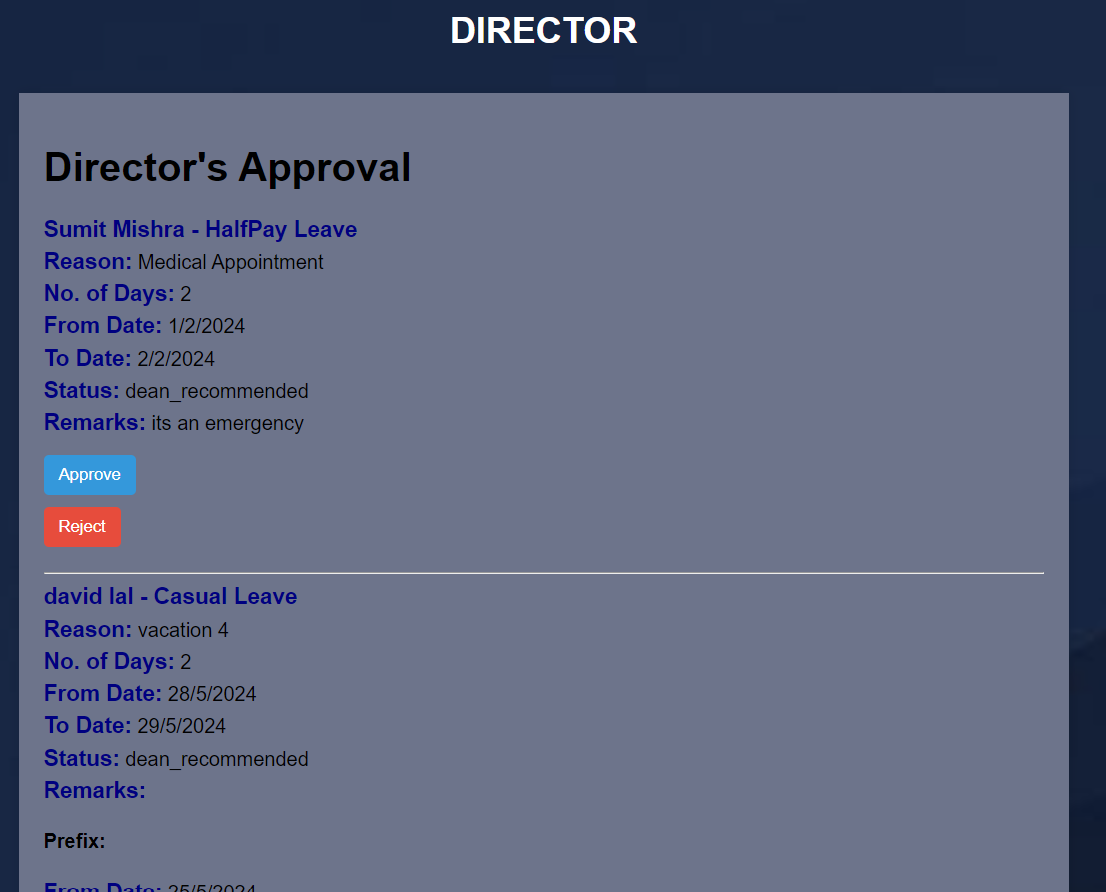 DIRECTOR
Director's Approval
Sumit Mishra - HalfPay Leave
Reason: Medical Appointment
No. of Days: 2
From Date: 1/2/2024
To Date: 2/2/2024
Status: dean_recommended
Remarks: its an emergency
Approve
Reject
david lal - Casual Leave
Reason: vacation 4
No. of Days: 2
From Date: 28/5/2024
To Date: 29/5/2024
Status: dean_recommended
Remarks:
Prefix:
From Date: 25/5/2024